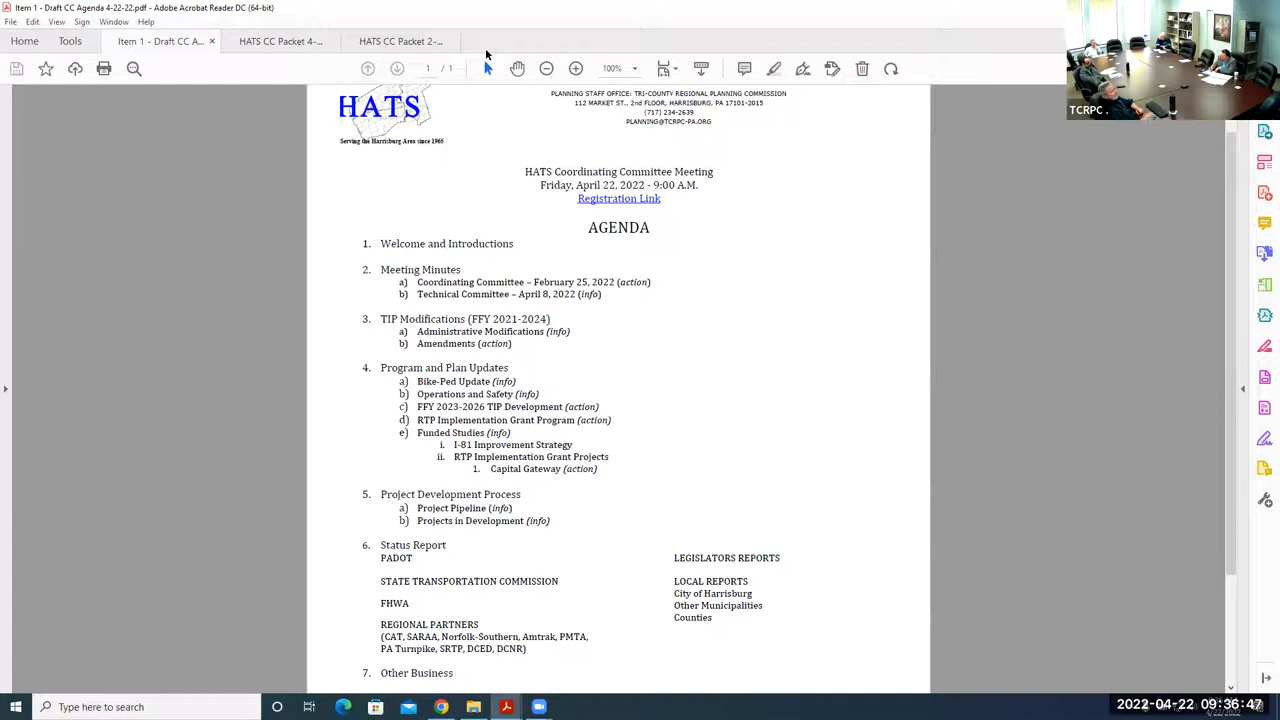 Item 1 - Draft CC Agenda 4-22-22.pdf - Adobe Acrobat Reader DC (64-bit)
File Edit View Sign Window Help
Home Tools Item 1 - Draft CC A... × HATS CC Packet 4-... HATS CC Packet 2-...
1 / 1 100%
TCRPC .
HATS
Serving the Harrisburg Area since 1965
PLANNING STAFF OFFICE: TRI-COUNTY REGIONAL PLANNING COMMISSION
112 MARKET ST., 2nd FLOOR, HARRISBURG, PA 17101-2015
(717) 234-2639
PLANNING@TCRPC-PA.ORG
HATS Coordinating Committee Meeting
Friday, April 22, 2022 - 9:00 A.M.
Registration Link
AGENDA
1. Welcome and Introductions
2. Meeting Minutes
a) Coordinating Committee – February 25, 2022 (action)
b) Technical Committee – April 8, 2022 (info)
3. TIP Modifications (FFY 2021-2024)
a) Administrative Modifications (info)
b) Amendments (action)
4. Program and Plan Updates
a) Bike-Ped Update (info)
b) Operations and Safety (info)
c) FFY 2023-2026 TIP Development (action)
d) RTP Implementation Grant Program (action)
e) Funded Studies (info)
i. I-81 Improvement Strategy
ii. RTP Implementation Grant Projects
1. Capital Gateway (action)
5. Project Development Process
a) Project Pipeline (info)
b) Projects in Development (info)
6. Status Report
PADOT
STATE TRANSPORTATION COMMISSION
FHWA
REGIONAL PARTNERS
(CAT, SARAA, Norfolk-Southern, Amtrak, PMTA,
PA Turnpike, SRTP, DCED, DCNR)
LEGISLATORS REPORTS
LOCAL REPORTS
City of Harrisburg
Other Municipalities
Counties
7. Other Business
Type here to search
2022-04-22 09:36:47